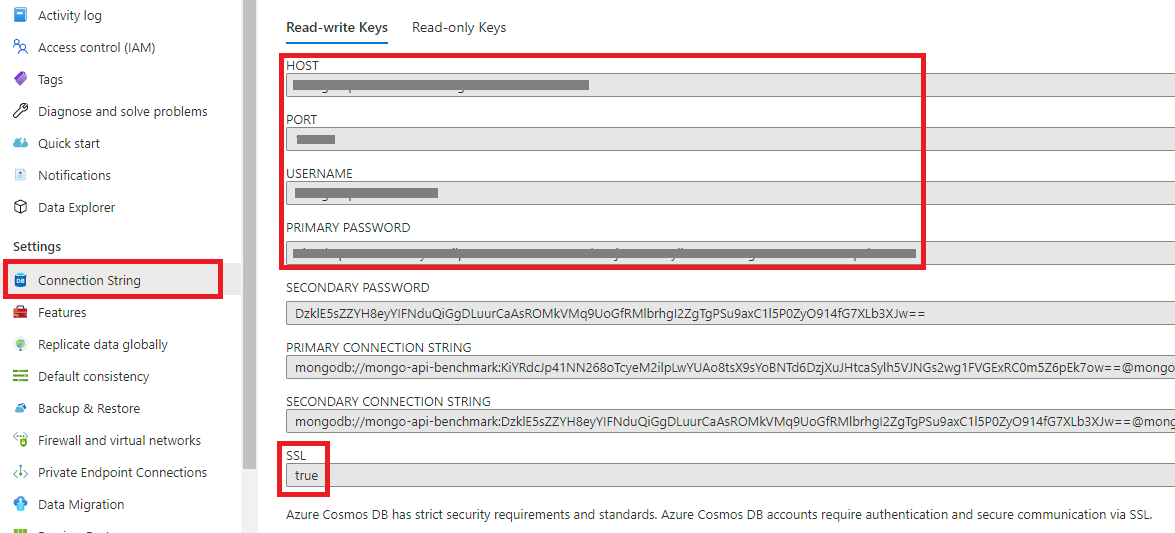 Activity log
Access control (IAM)
Tags
Diagnose and solve problems
Quick start
Notifications
Data Explorer
Settings
Connection String
Features
Replicate data globally
Default consistency
Backup & Restore
Firewall and virtual networks
Private Endpoint Connections
Data Migration
Read-write Keys
Read-only Keys
HOST
PORT
USERNAME
PRIMARY PASSWORD
SECONDARY PASSWORD
DzklE5sZZYH8eyYIFNduQiGgDLuurCaAsROMkVMq9UoGfRMlbrhgI2ZgTgPSu9axC1l5P0ZyO914fG7XLb3XJw==
PRIMARY CONNECTION STRING
mongodb://mongo-api-benchmark:KiYRdcJp41NN268oTcyeM2ilpLwYUAo8tsX9sYoBNTd6DzjXuJHtcaSylh5VJNGs2wg1FVGExRC0m5Z6pEk7ow==@mongo
SECONDARY CONNECTION STRING
mongodb://mongo-api-benchmark:DzklE5sZZYH8eyYIFNduQiGgDLuurCaAsROMkVMq9UoGfRMlbrhgI2ZgTgPSu9axC1l5P0ZyO914fG7XLb3XJw==@mong
SSL
true
Azure Cosmos DB has strict security requirements and standards. Azure Cosmos DB accounts require authentication and secure communication via SSL.